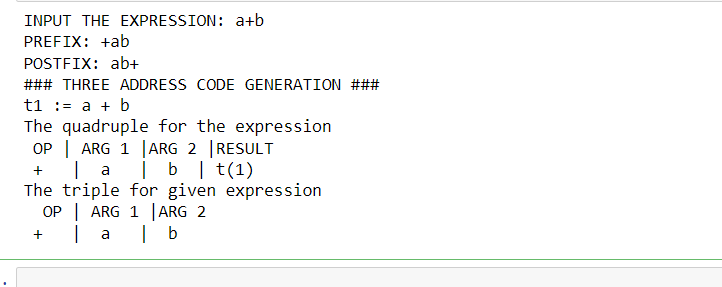 INPUT THE EXPRESSION: a+b
PREFIX: +ab
POSTFIX: ab+
### THREE ADDRESS CODE GENERATION ###
t1 := a + b
The quadruple for the expression
 OP | ARG 1 |ARG 2 |RESULT
 +   |  a   |  b  | t(1)
The triple for given expression
  OP | ARG 1 |ARG 2
 +   |  a   |  b